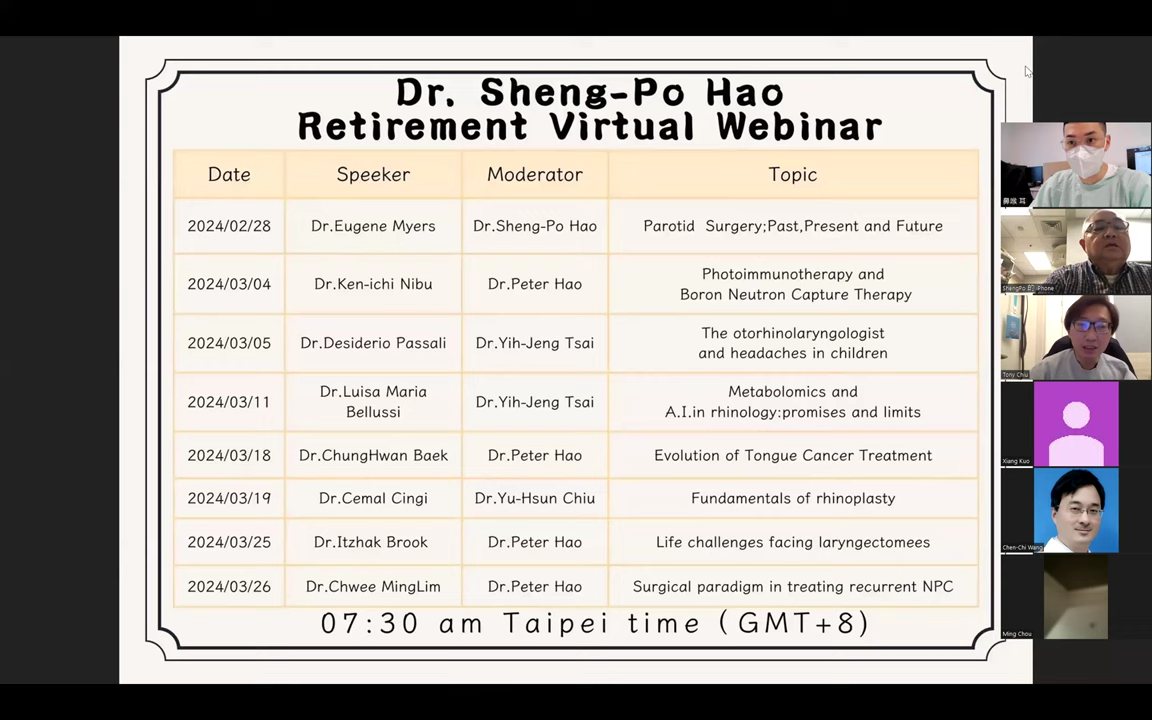 Dr. Sheng-Po Hao
Retirement Virtual Webinar
Date Speeker Moderator Topic
2024/02/28 Dr.Eugene Myers Dr.Sheng-Po Hao Parotid Surgery;Past,Present and Future
2024/03/04 Dr.Ken-ichi Nibu Dr.Peter Hao Photoimmunotherapy and
Boron Neutron Capture Therapy
2024/03/05 Dr.Desiderio Passali Dr.Yih-Jeng Tsai The otorhinolaryngologist
and headaches in children
2024/03/11 Dr.Luisa Maria
Bellussi Dr.Yih-Jeng Tsai Metabolomics and
A.I.in rhinology:promises and limits
2024/03/18 Dr.ChungHwan Baek Dr.Peter Hao Evolution of Tongue Cancer Treatment
2024/03/19 Dr.Cemal Cingi Dr.Yu-Hsun Chiu Fundamentals of rhinoplasty
2024/03/25 Dr.Itzhak Brook Dr.Peter Hao Life challenges facing laryngectomees
2024/03/26 Dr.Chwee MingLim Dr.Peter Hao Surgical paradigm in treating recurrent NPC
07:30 am Taipei time (GMT+8)
鼻喉 耳
ShengPo 的 iPhone
Tony Chiu
Xiang Kuo
Chen-Chi Wang
Ming Chou